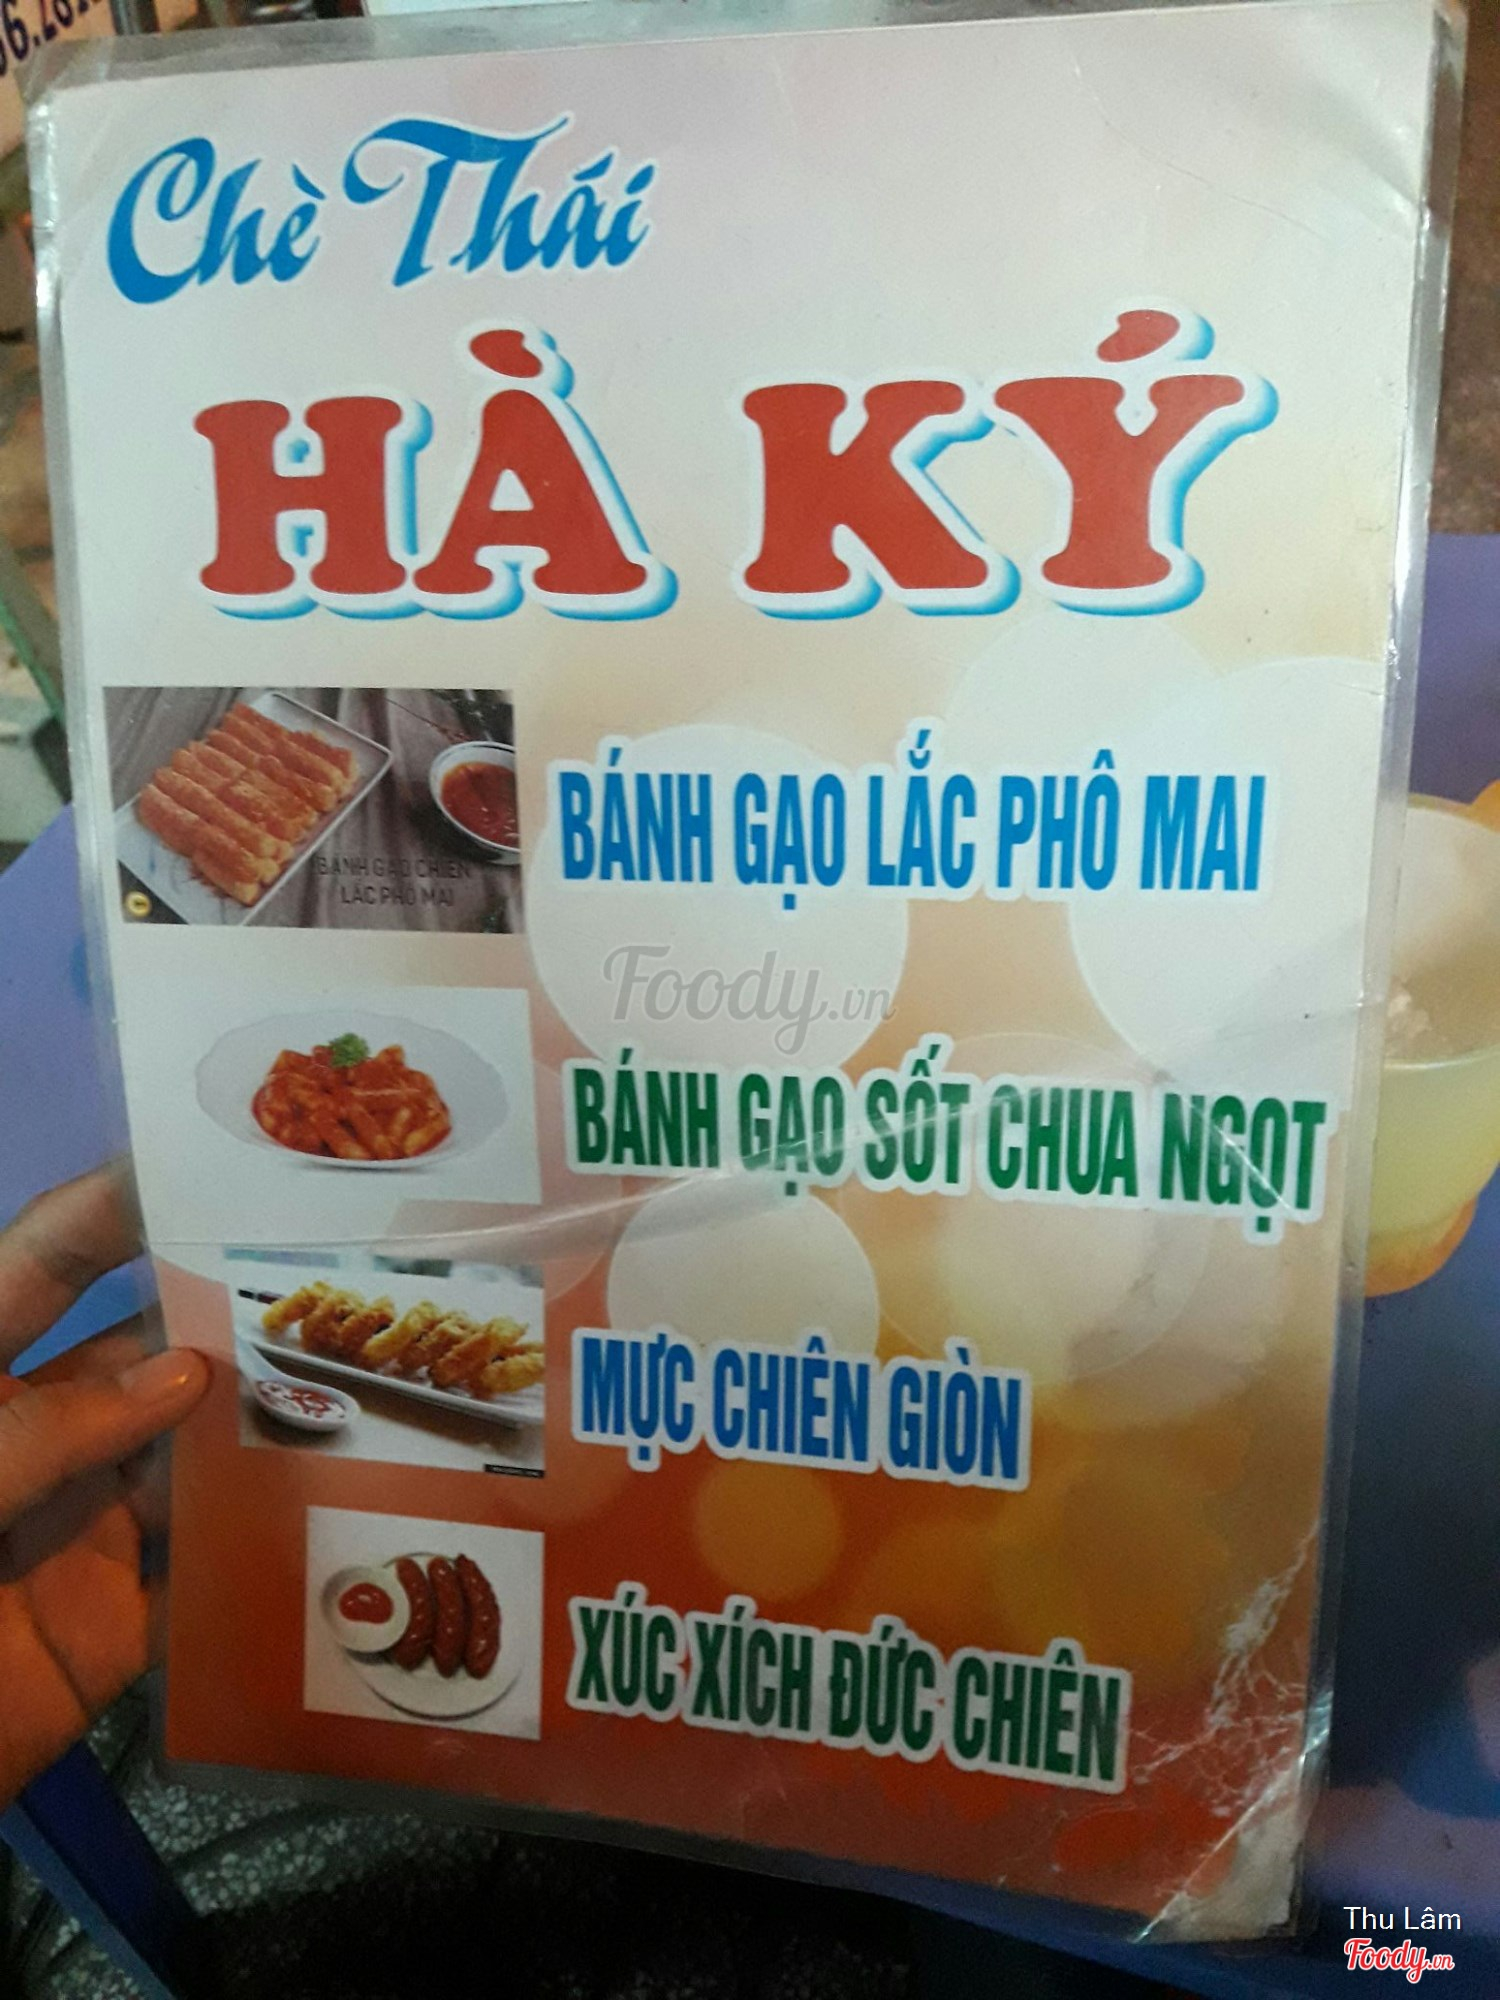 Chè Thái
HÀ KÝ
BÁNH GẠO LẮC PHÔ MAI
BÁNH GẠO CHIÊN
LẮC PHÔ MAI
Foody.vn
BÁNH GẠO SỐT CHUA NGỌT
MỰC CHIÊN GIÒN
XÚC XÍCH ĐỨC CHIÊN
Thu Lâm
Foody.vn